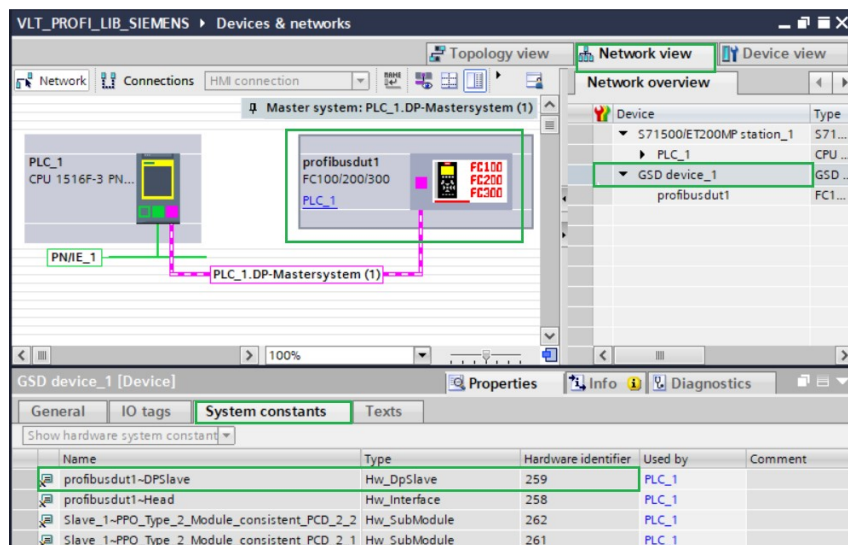 VLT_PROFI_LIB_SIEMENS ▸ Devices & networks
Topology view
Network view
Device view
Network
Connections
HMI connection
Network overview
Master system: PLC_1.DP-Mastersystem (1)
Device
Type
S71500/ET200MP station_1
S71...
PLC_1
CPU ...
GSD device_1
GSD ...
profibusdut1
FC1...
PLC_1
CPU 1516F-3 PN...
profibusdut1
FC100/200/300
PLC_1
FC100
FC200
FC300
PN/IE_1
PLC_1.DP-Mastersystem (1)
100%
GSD device_1 [Device]
Properties
Info
Diagnostics
General
IO tags
System constants
Texts
Show hardware system constant
Name Type Hardware identifier Used by Comment
profibusdut1~DPSlave Hw_DpSlave 259 PLC_1
profibusdut1~Head Hw_Interface 258 PLC_1
Slave_1~PPO_Type_2_Module_consistent_PCD_2_2 Hw_SubModule 262 PLC_1
Slave_1~PPO_Type_2_Module_consistent_PCD_2_1 Hw_SubModule 261 PLC_1